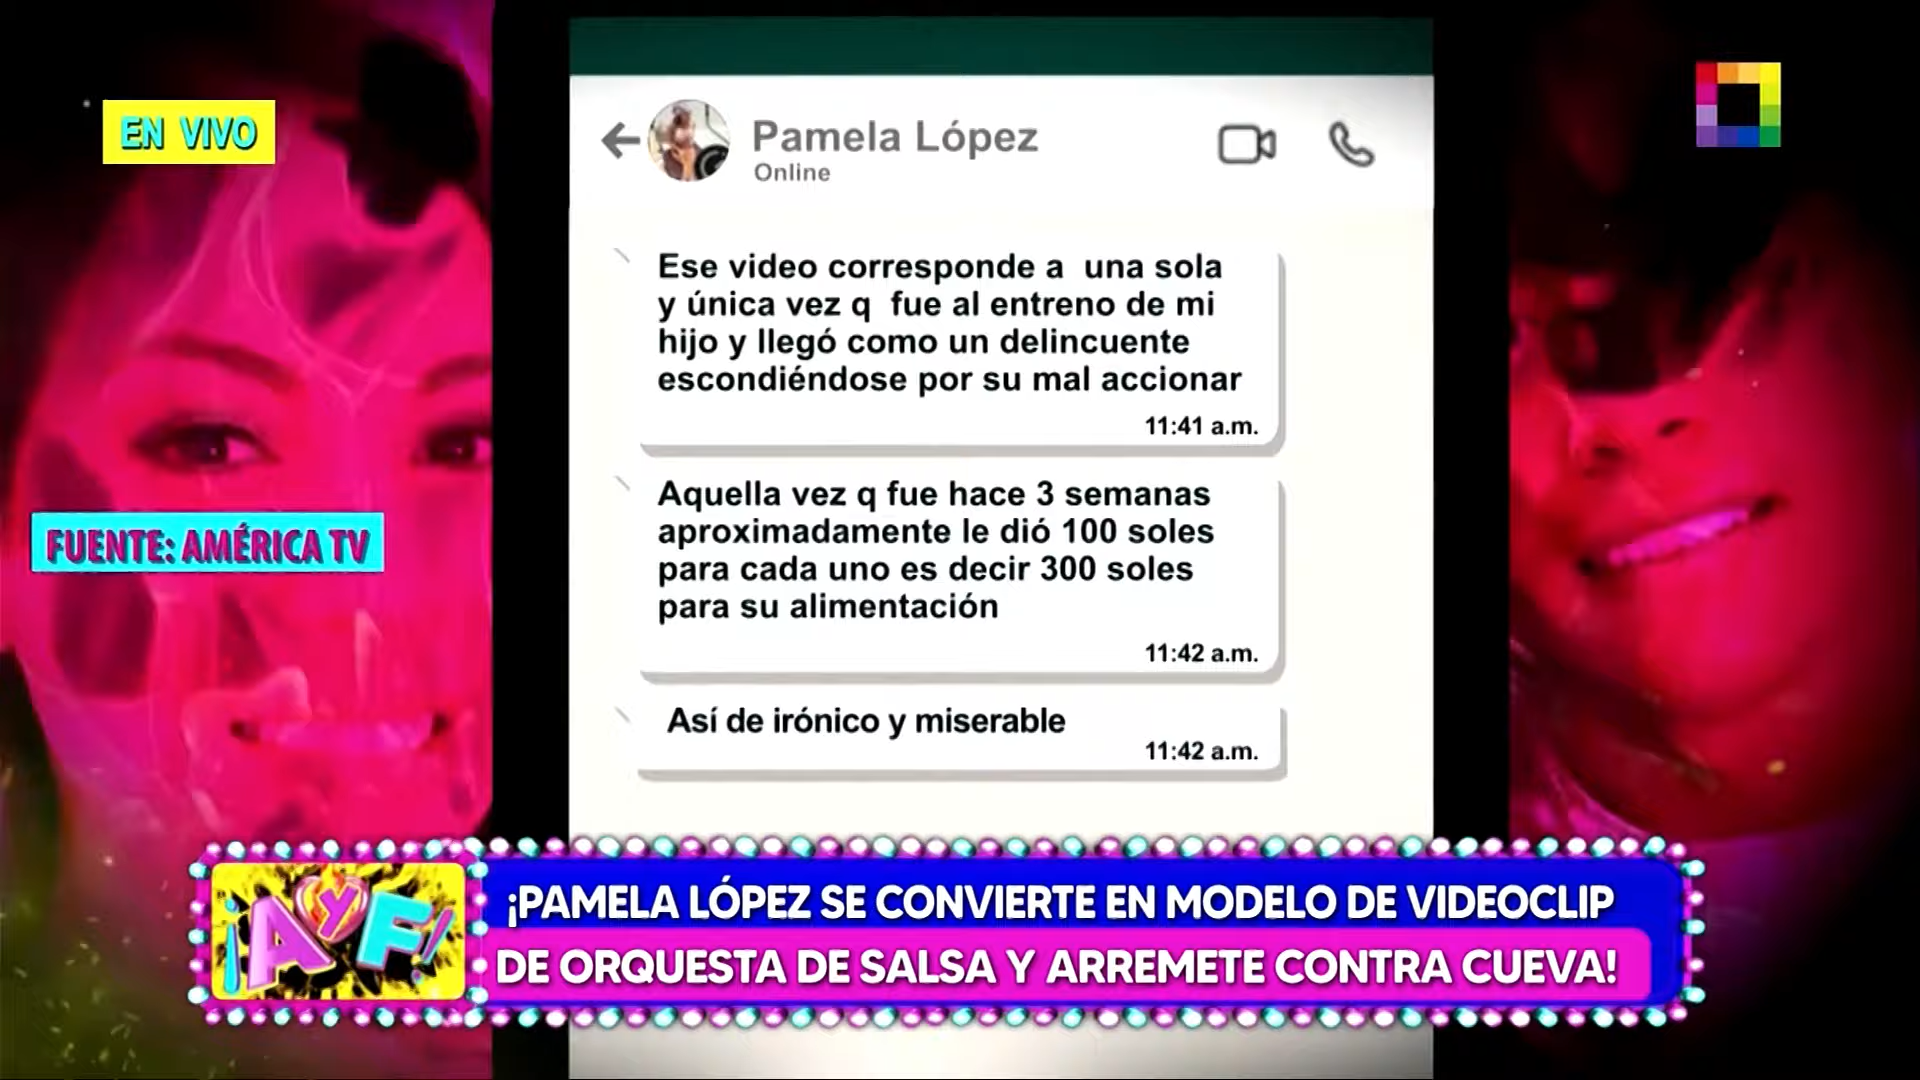 EN VIVO
Pamela López
Online
Ese video corresponde a una sola
y única vez q fue al entreno de mi
hijo y llegó como un delincuente
escondiéndose por su mal accionar
11:41 a.m.
Aquella vez q fue hace 3 semanas
aproximadamente le dió 100 soles
para cada uno es decir 300 soles
para su alimentación
11:42 a.m.
Así de irónico y miserable
11:42 a.m.
FUENTE: AMÉRICA TV
¡AYF!
¡PAMELA LÓPEZ SE CONVIERTE EN MODELO DE VIDEOCLIP
DE ORQUESTA DE SALSA Y ARREMETE CONTRA CUEVA!